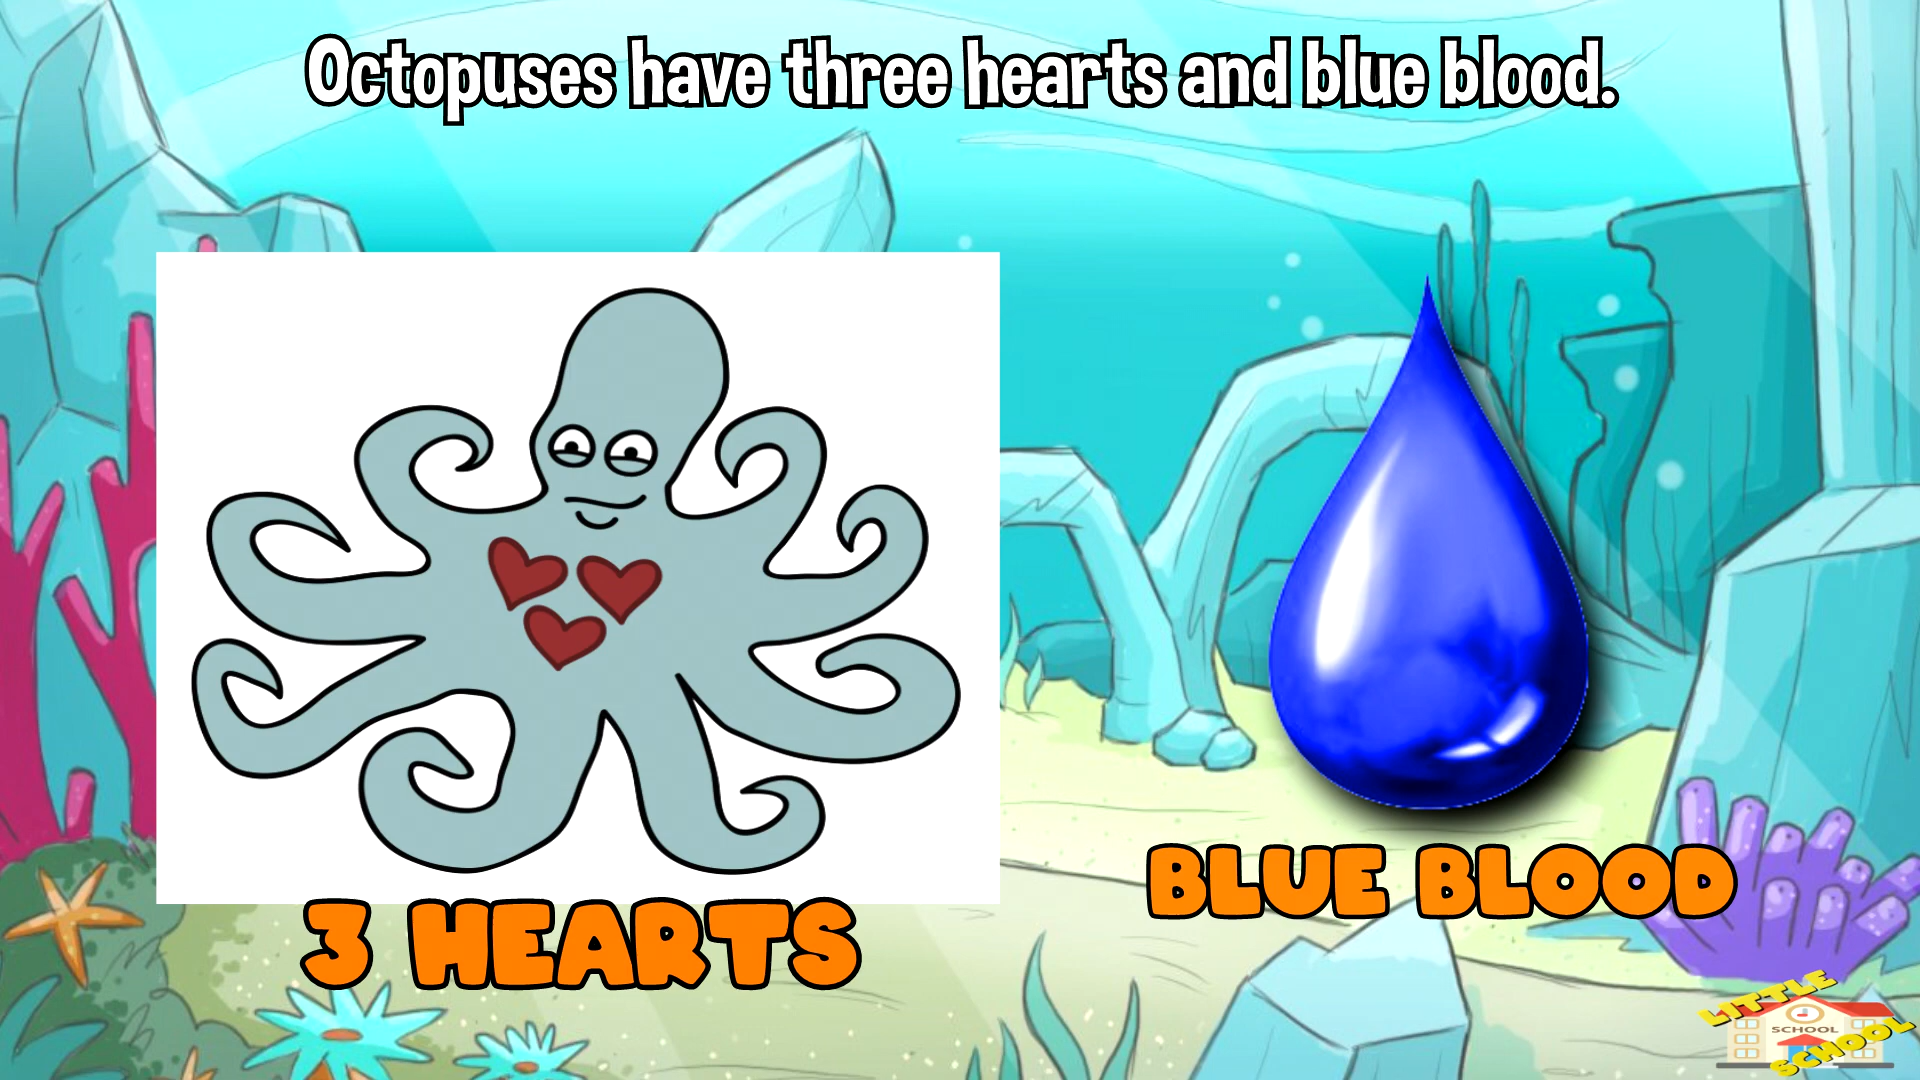 Octopuses have three hearts and blue blood.
3 HEARTS
BLUE BLOOD
LITTLE
SCHOOL
SCHOOL